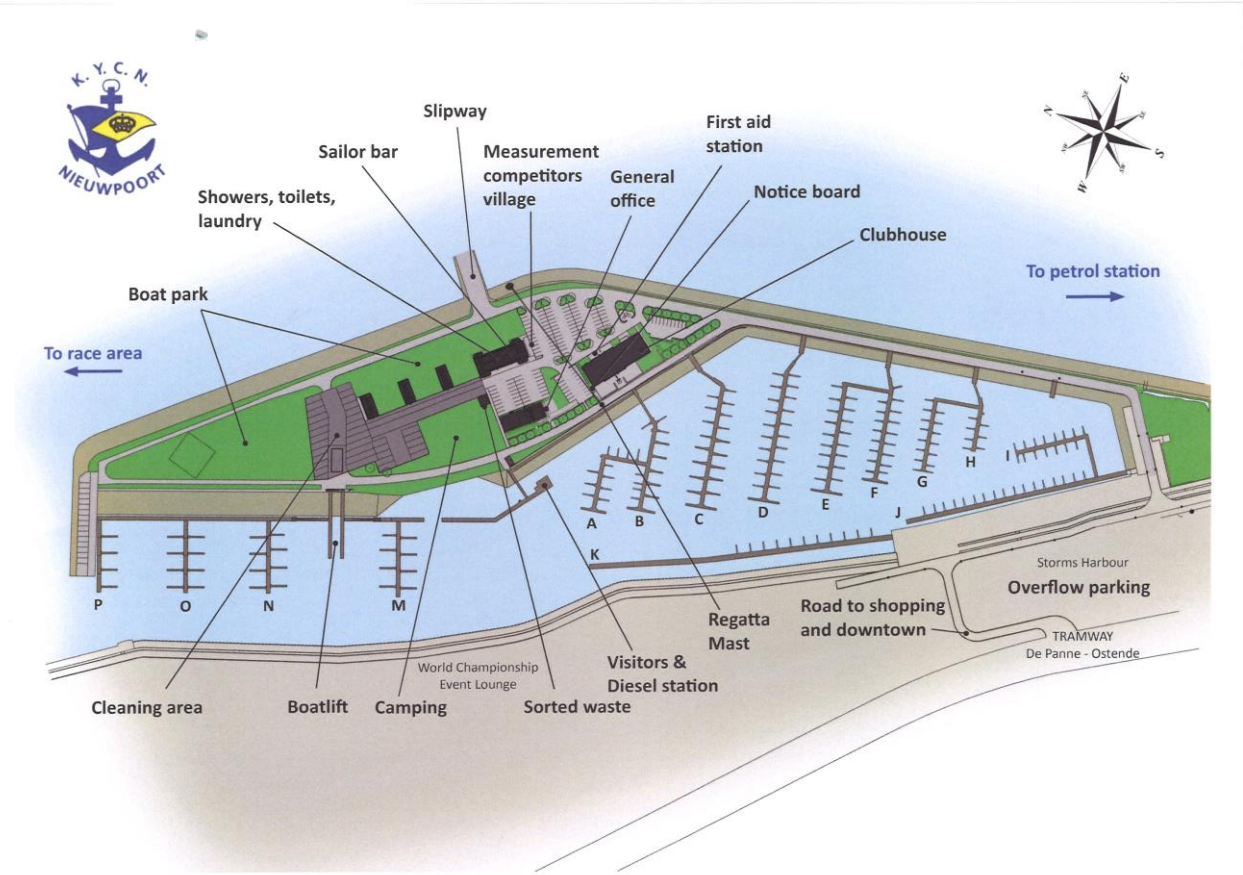 K. Y. C. N.
NIEUWPOORT
Slipway
Sailor bar
Measurement
competitors
village
First aid
station
General
office
Notice board
Showers, toilets,
laundry
Clubhouse
Boat park
To petrol station
To race area
N
E
S
W
A
B
C
D
E
F
G
H
I
J
K
P
O
N
M
Storms Harbour
Overflow parking
Road to shopping
and downtown
TRAMWAY
De Panne - Ostende
Regatta
Mast
Visitors &
Diesel station
World Championship
Event Lounge
Cleaning area
Boatlift
Camping
Sorted waste